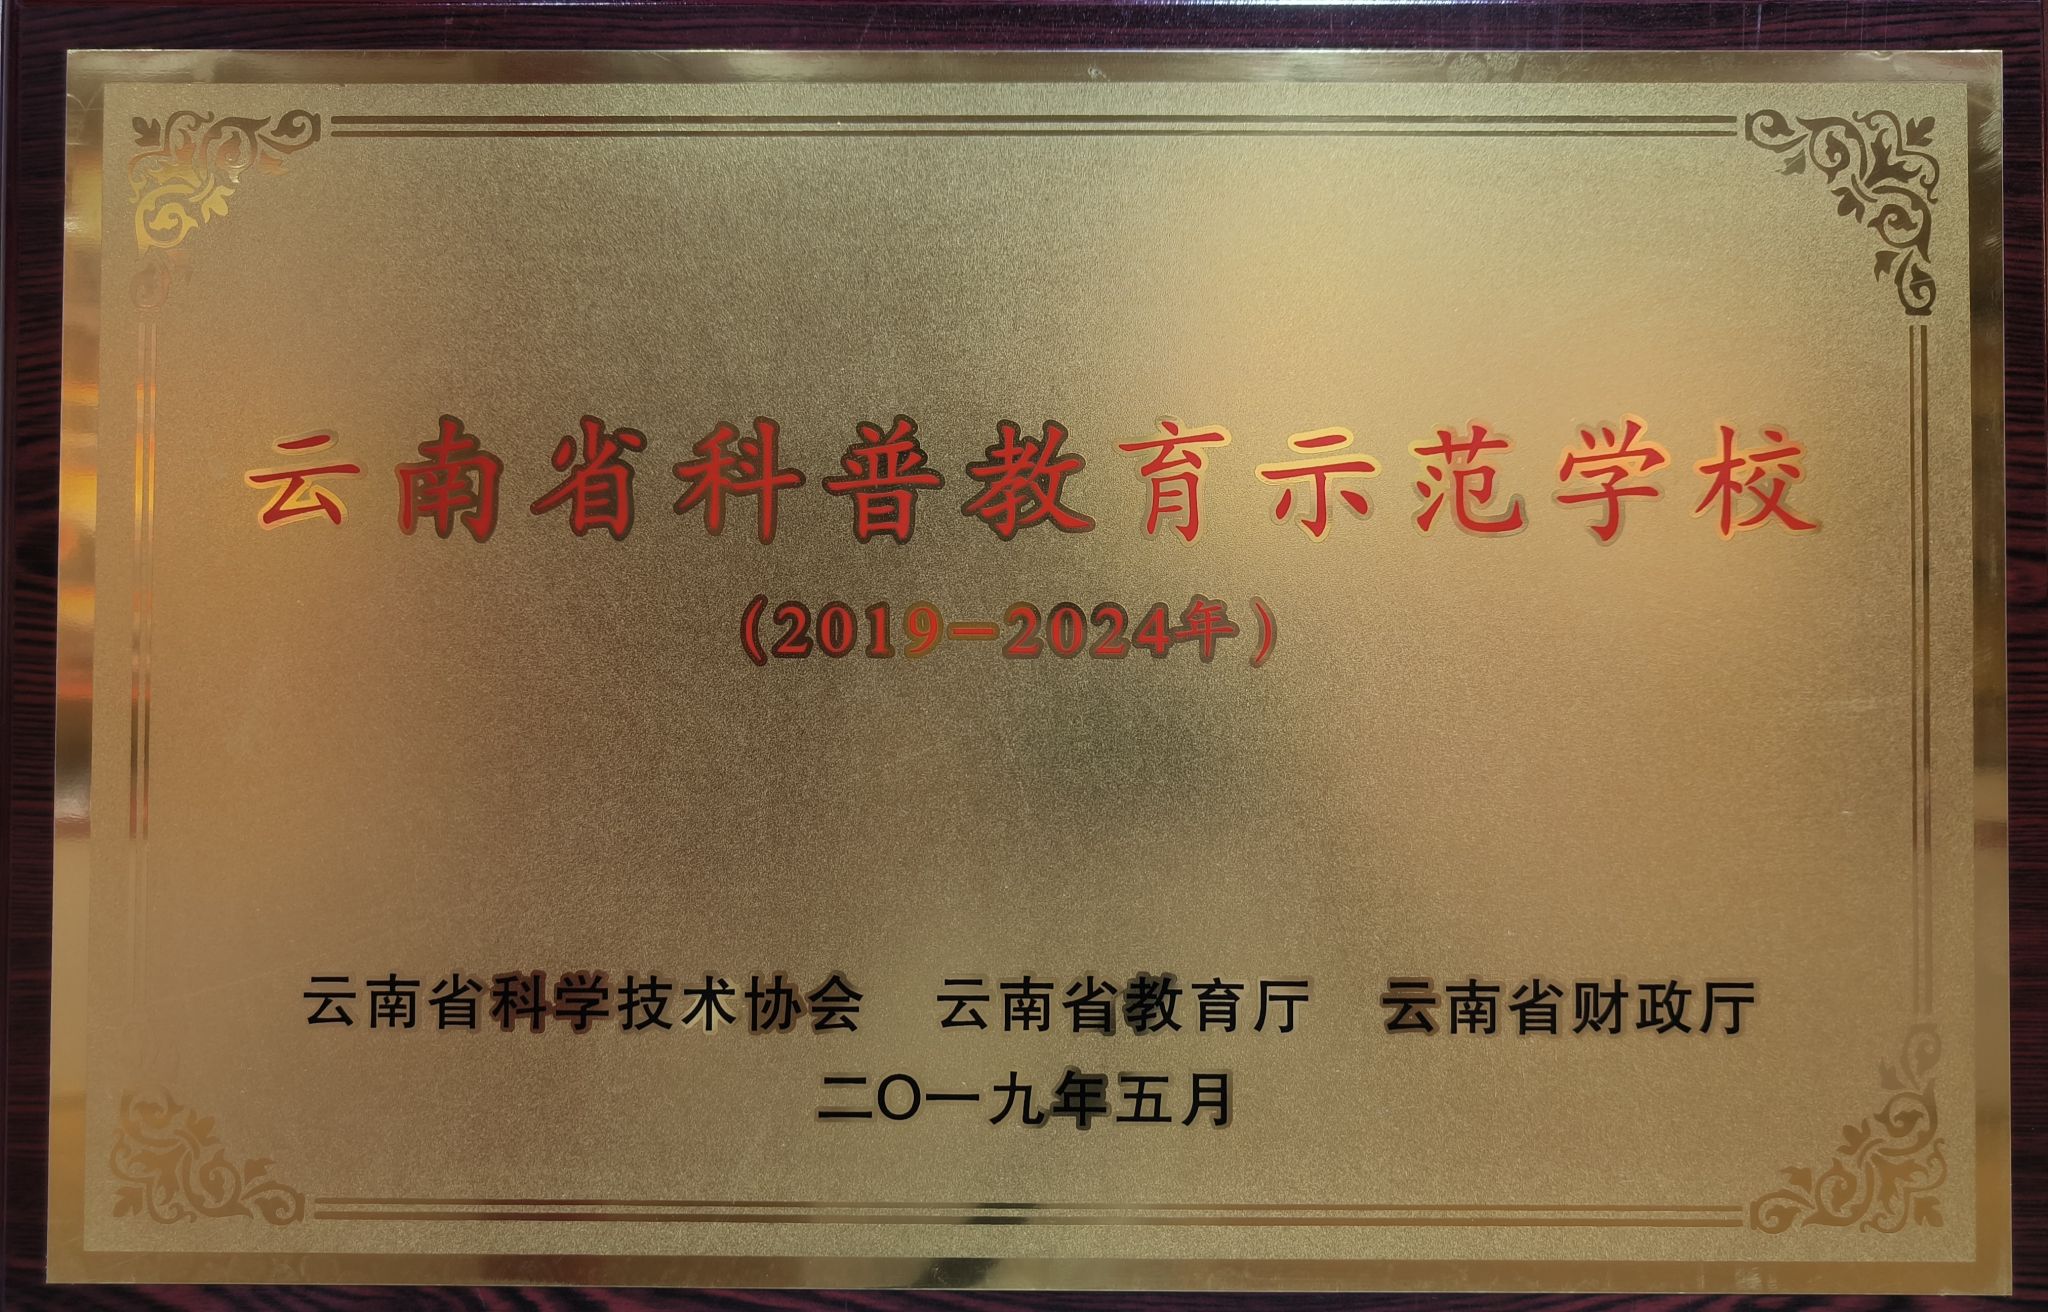 云南省科普教育示范学校
（2019－2024年）
云南省科学技术协会　云南省教育厅　云南省财政厅
二〇一九年五月